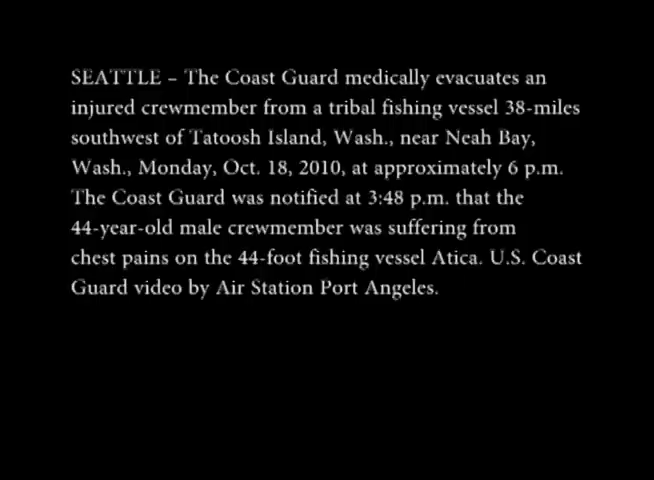 SEATTLE – The Coast Guard medically evacuates an
injured crewmember from a tribal fishing vessel 38-miles
southwest of Tatoosh Island, Wash., near Neah Bay,
Wash., Monday, Oct. 18, 2010, at approximately 6 p.m.
The Coast Guard was notified at 3:48 p.m. that the
44-year-old male crewmember was suffering from
chest pains on the 44-foot fishing vessel Atica. U.S. Coast
Guard video by Air Station Port Angeles.